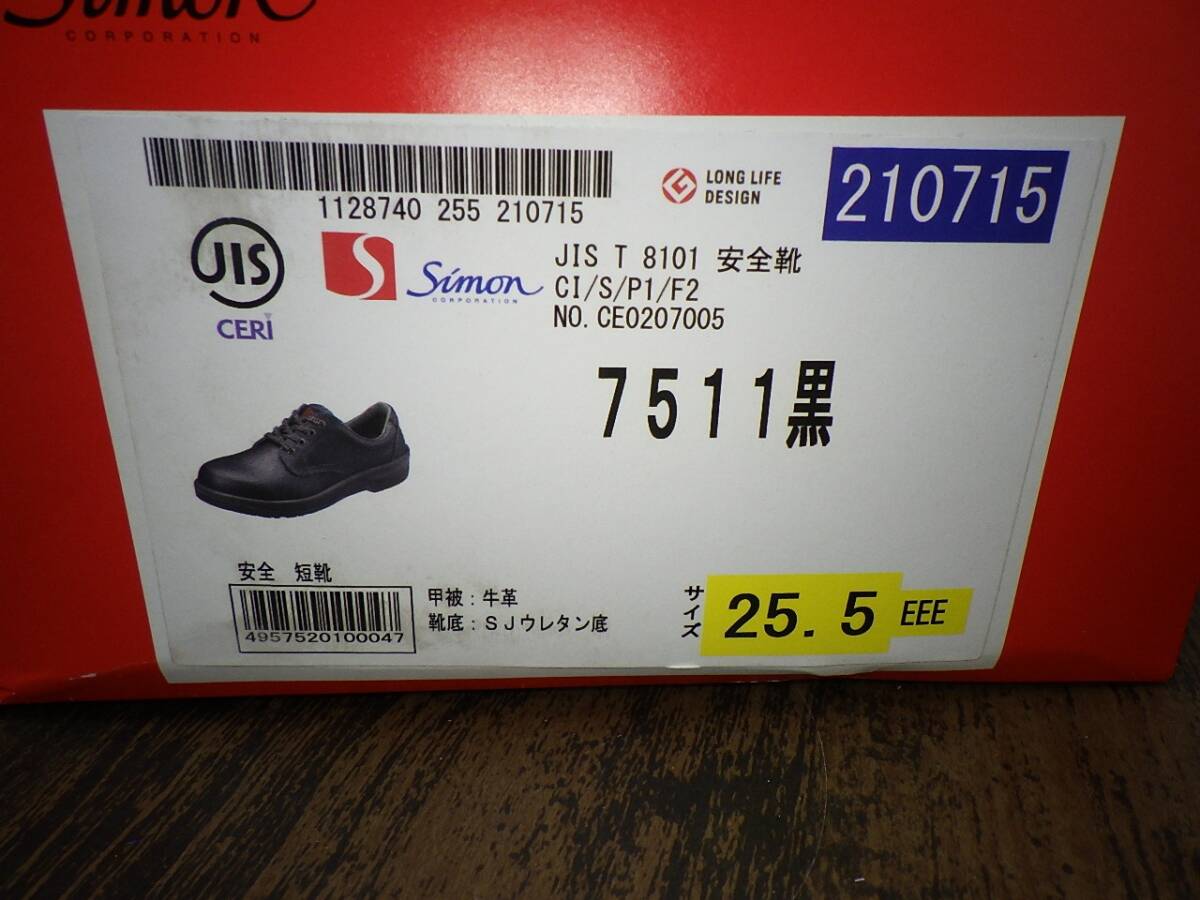 Simon
CORPORATION
1128740 255 210715
LONG LIFE
DESIGN
210715
JIS
CERI
S
Simon
CORPORATION
JIS T 8101 安全靴
CI/S/P1/F2
NO. CE0207005
7511黒
安全 短靴
4957520100047
甲被：牛革
靴底：SJウレタン底
サイズ
25.5
EEE